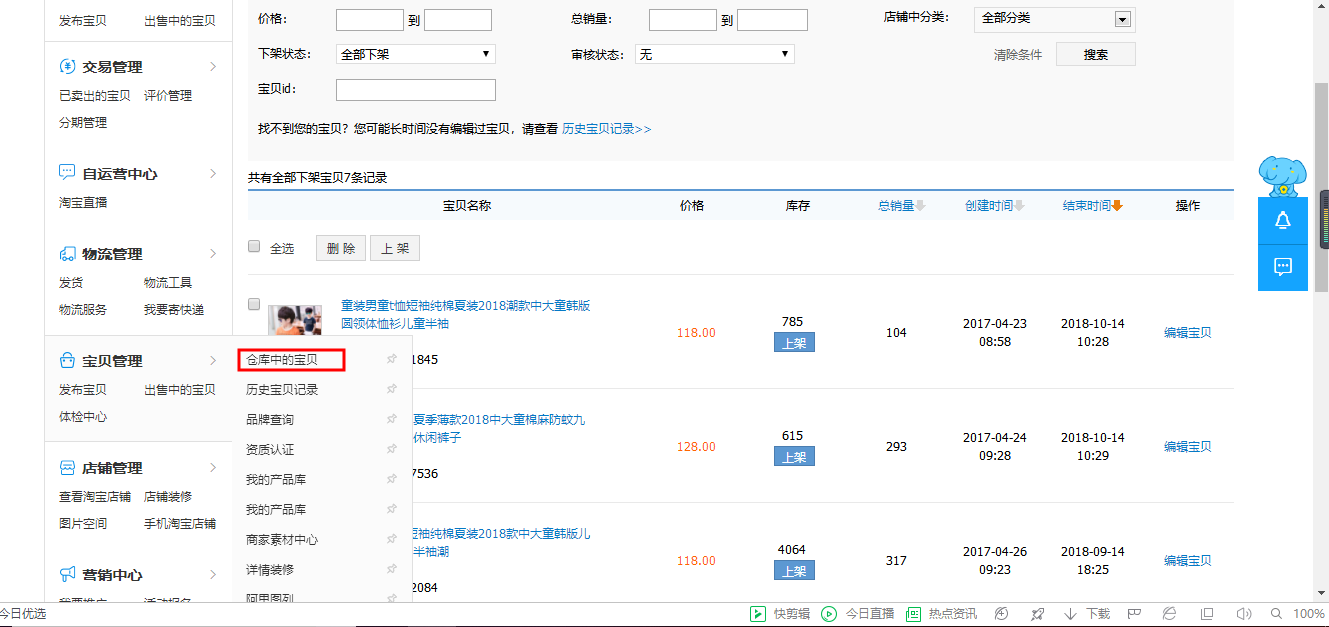 发布宝贝 出售中的宝贝
交易管理
已卖出的宝贝 评价管理
分期管理
自运营中心
淘宝直播
物流管理
发货 物流工具
物流服务 我要寄快递
宝贝管理
发布宝贝 出售中的宝贝
体检中心
店铺管理
查看淘宝店铺 店铺装修
图片空间 手机淘宝店铺
营销中心
我要推广 活动报名
仓库中的宝贝
历史宝贝记录
品牌查询
资质认证
我的产品库
我的产品库
商家素材中心
详情装修
阿里图列
价格: 到 总销量: 到 店铺中分类: 全部分类
下架状态: 全部下架 审核状态: 无 清除条件 搜索
宝贝id:
找不到您的宝贝？您可能长时间没有编辑过宝贝，请查看 历史宝贝记录>>
共有全部下架宝贝7条记录
宝贝名称 价格 库存 总销量 创建时间 结束时间 操作
全选 删 除 上 架
童装男童t恤短袖纯棉夏装2018潮款中大童韩版
圆领体恤衫儿童半袖
1845
118.00
785
上架
104
2017-04-23
08:58
2018-10-14
10:28
编辑宝贝
夏季薄款2018中大童棉麻防蚊九
休闲裤子
7536
128.00
615
上架
293
2017-04-24
09:28
2018-10-14
10:29
编辑宝贝
短袖纯棉夏装2018款中大童韩版儿
半袖潮
2084
118.00
4064
上架
317
2017-04-26
09:23
2018-09-14
18:25
编辑宝贝
今日优选 快剪辑 今日直播 热点资讯 下载 100%